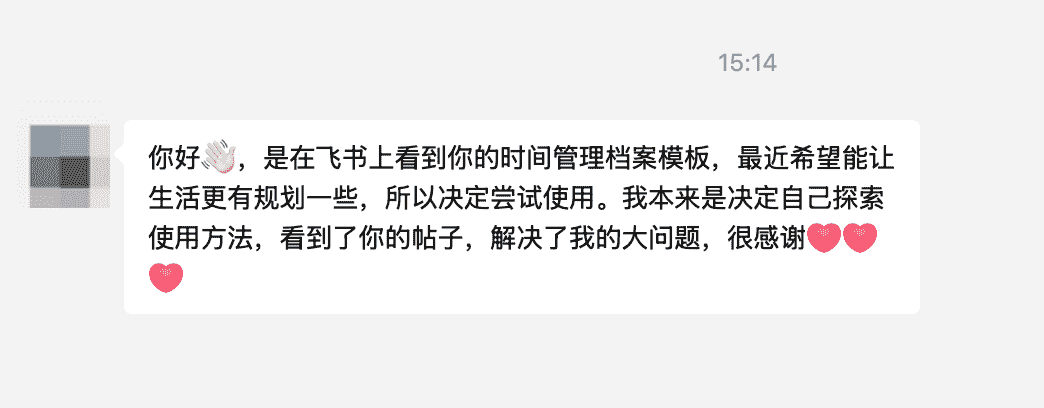 15:14
你好👋，是在飞书上看到你的时间管理档案模板，最近希望能让
生活更有规划一些，所以决定尝试使用。我本来是决定自己探索
使用方法，看到了你的帖子，解决了我的大问题，很感谢❤️❤️
❤️